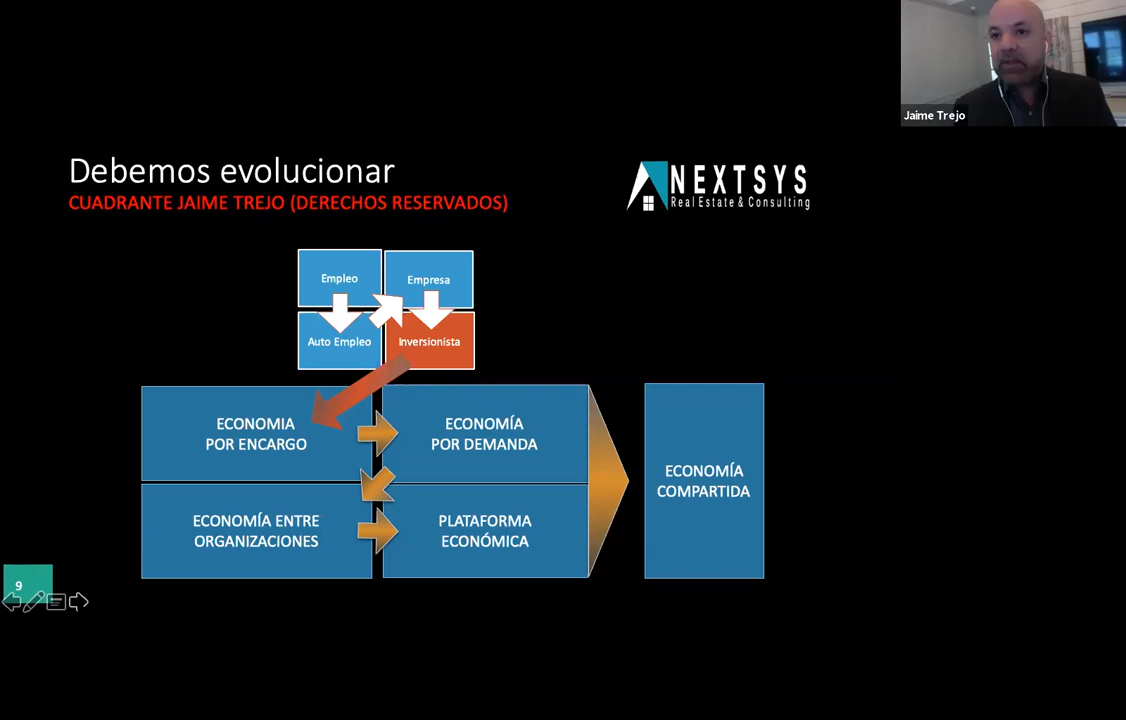 Jaime Trejo
Debemos evolucionar
CUADRANTE JAIME TREJO (DERECHOS RESERVADOS)
NEXTSYS
Real Estate & Consulting
Empleo
Empresa
Auto Empleo
Inversionista
ECONOMIA
POR ENCARGO
ECONOMÍA
POR DEMANDA
ECONOMÍA ENTRE
ORGANIZACIONES
PLATAFORMA
ECONÓMICA
ECONOMÍA
COMPARTIDA
9